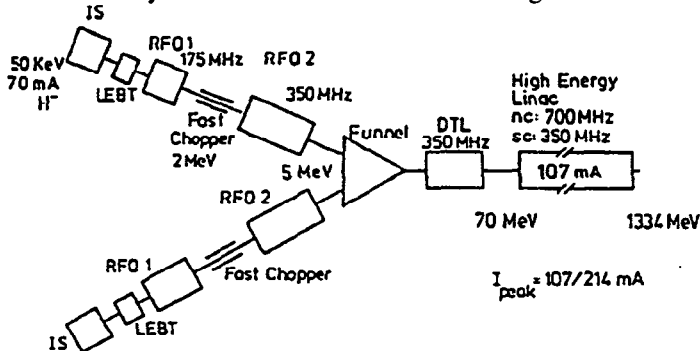 IS
RFQ 1
175 MHz
RFQ 2
50 KeV
70 mA
H⁻
LEBT
350 MHz
Fast
Chopper
2 MeV
Funnel
DTL
350 MHz
High Energy
Linac
nc: 700 MHz
sc: 350 MHz
107 mA
5 MeV
RFQ 2
70 MeV
1334 MeV
RFQ 1
Fast Chopper
I peak = 107/214 mA
LEBT
IS